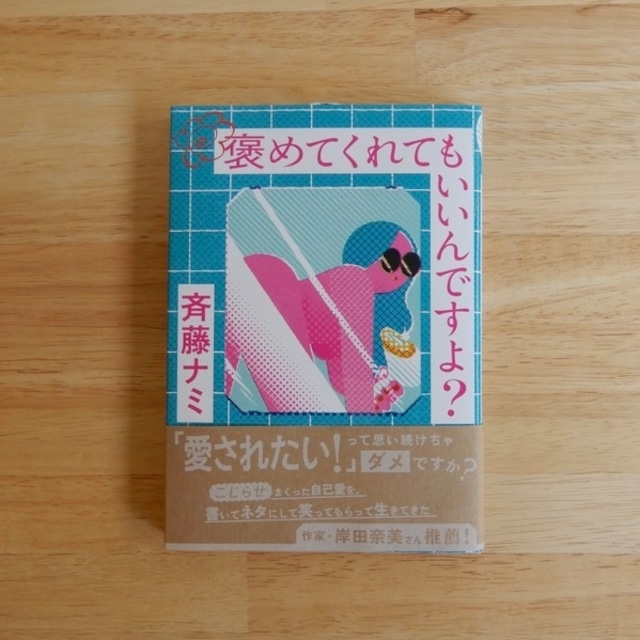 褒めてくれても
いいんですよ?
斉藤ナミ
「愛されたい!」って思い続けちゃ
ダメですか?
こじらせまくった自己愛を、
書いてネタにして笑ってもらって生きてきた
作家・岸田奈美さん推薦!